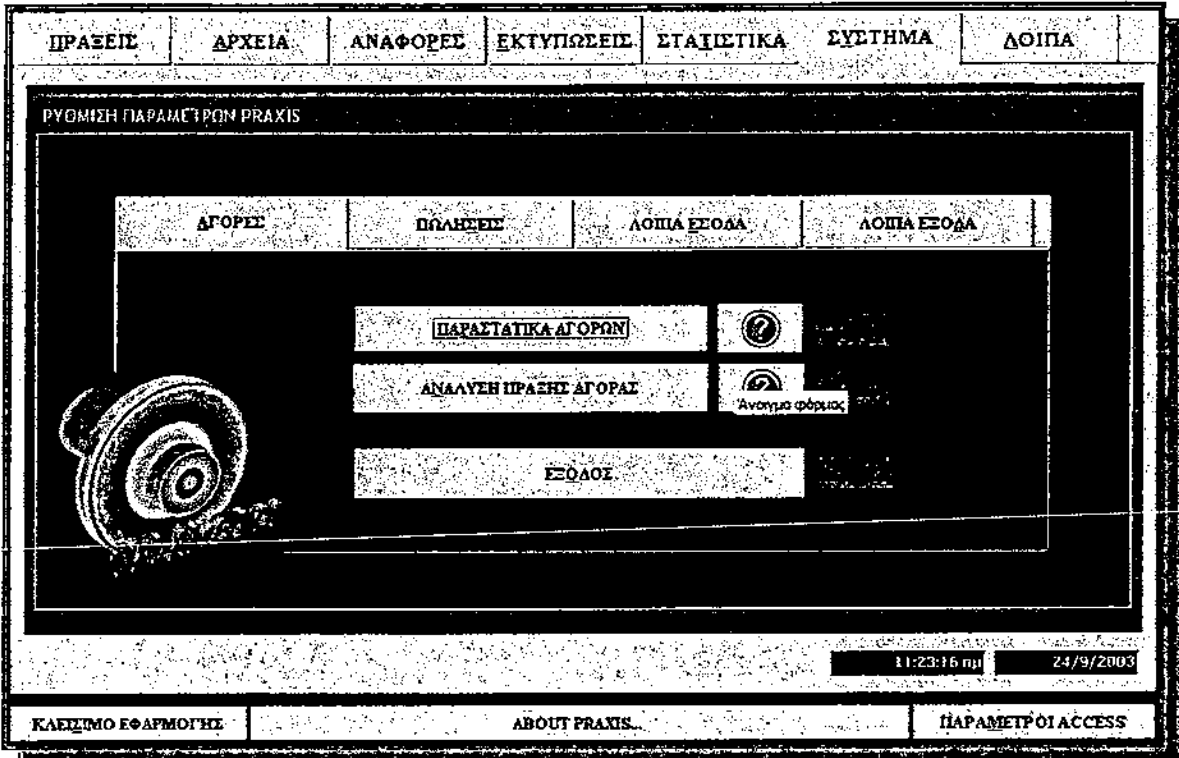 ΠΡΑΞΕΙΣ ΑΡΧΕΙΑ ΑΝΑΦΟΡΕΣ ΕΚΤΥΠΩΣΕΙΣ ΣΤΑΤΙΣΤΙΚΑ ΣΥΣΤΗΜΑ ΛΟΙΠΑ
ΡΥΘΜΙΣΗ ΠΑΡΑΜΕΤΡΩΝ PRAXIS
ΑΓΟΡΕΣ ΠΩΛΗΣΕΙΣ ΛΟΙΠΑ ΕΣΟΔΑ ΛΟΙΠΑ ΕΞΟΔΑ
ΠΑΡΑΣΤΑΤΙΚΑ ΑΓΟΡΩΝ
ΑΝΑΛΥΣΗ ΠΡΑΞΗΣ ΑΓΟΡΑΣ
Άνοιγμα φόρμας
ΕΞΟΔΟΣ
11:23:16 πμ 24/9/2003
ΚΛΕΙΣΙΜΟ ΕΦΑΡΜΟΓΗΣ ABOUT PRAXIS... ΠΑΡΑΜΕΤΡΟΙ ACCESS